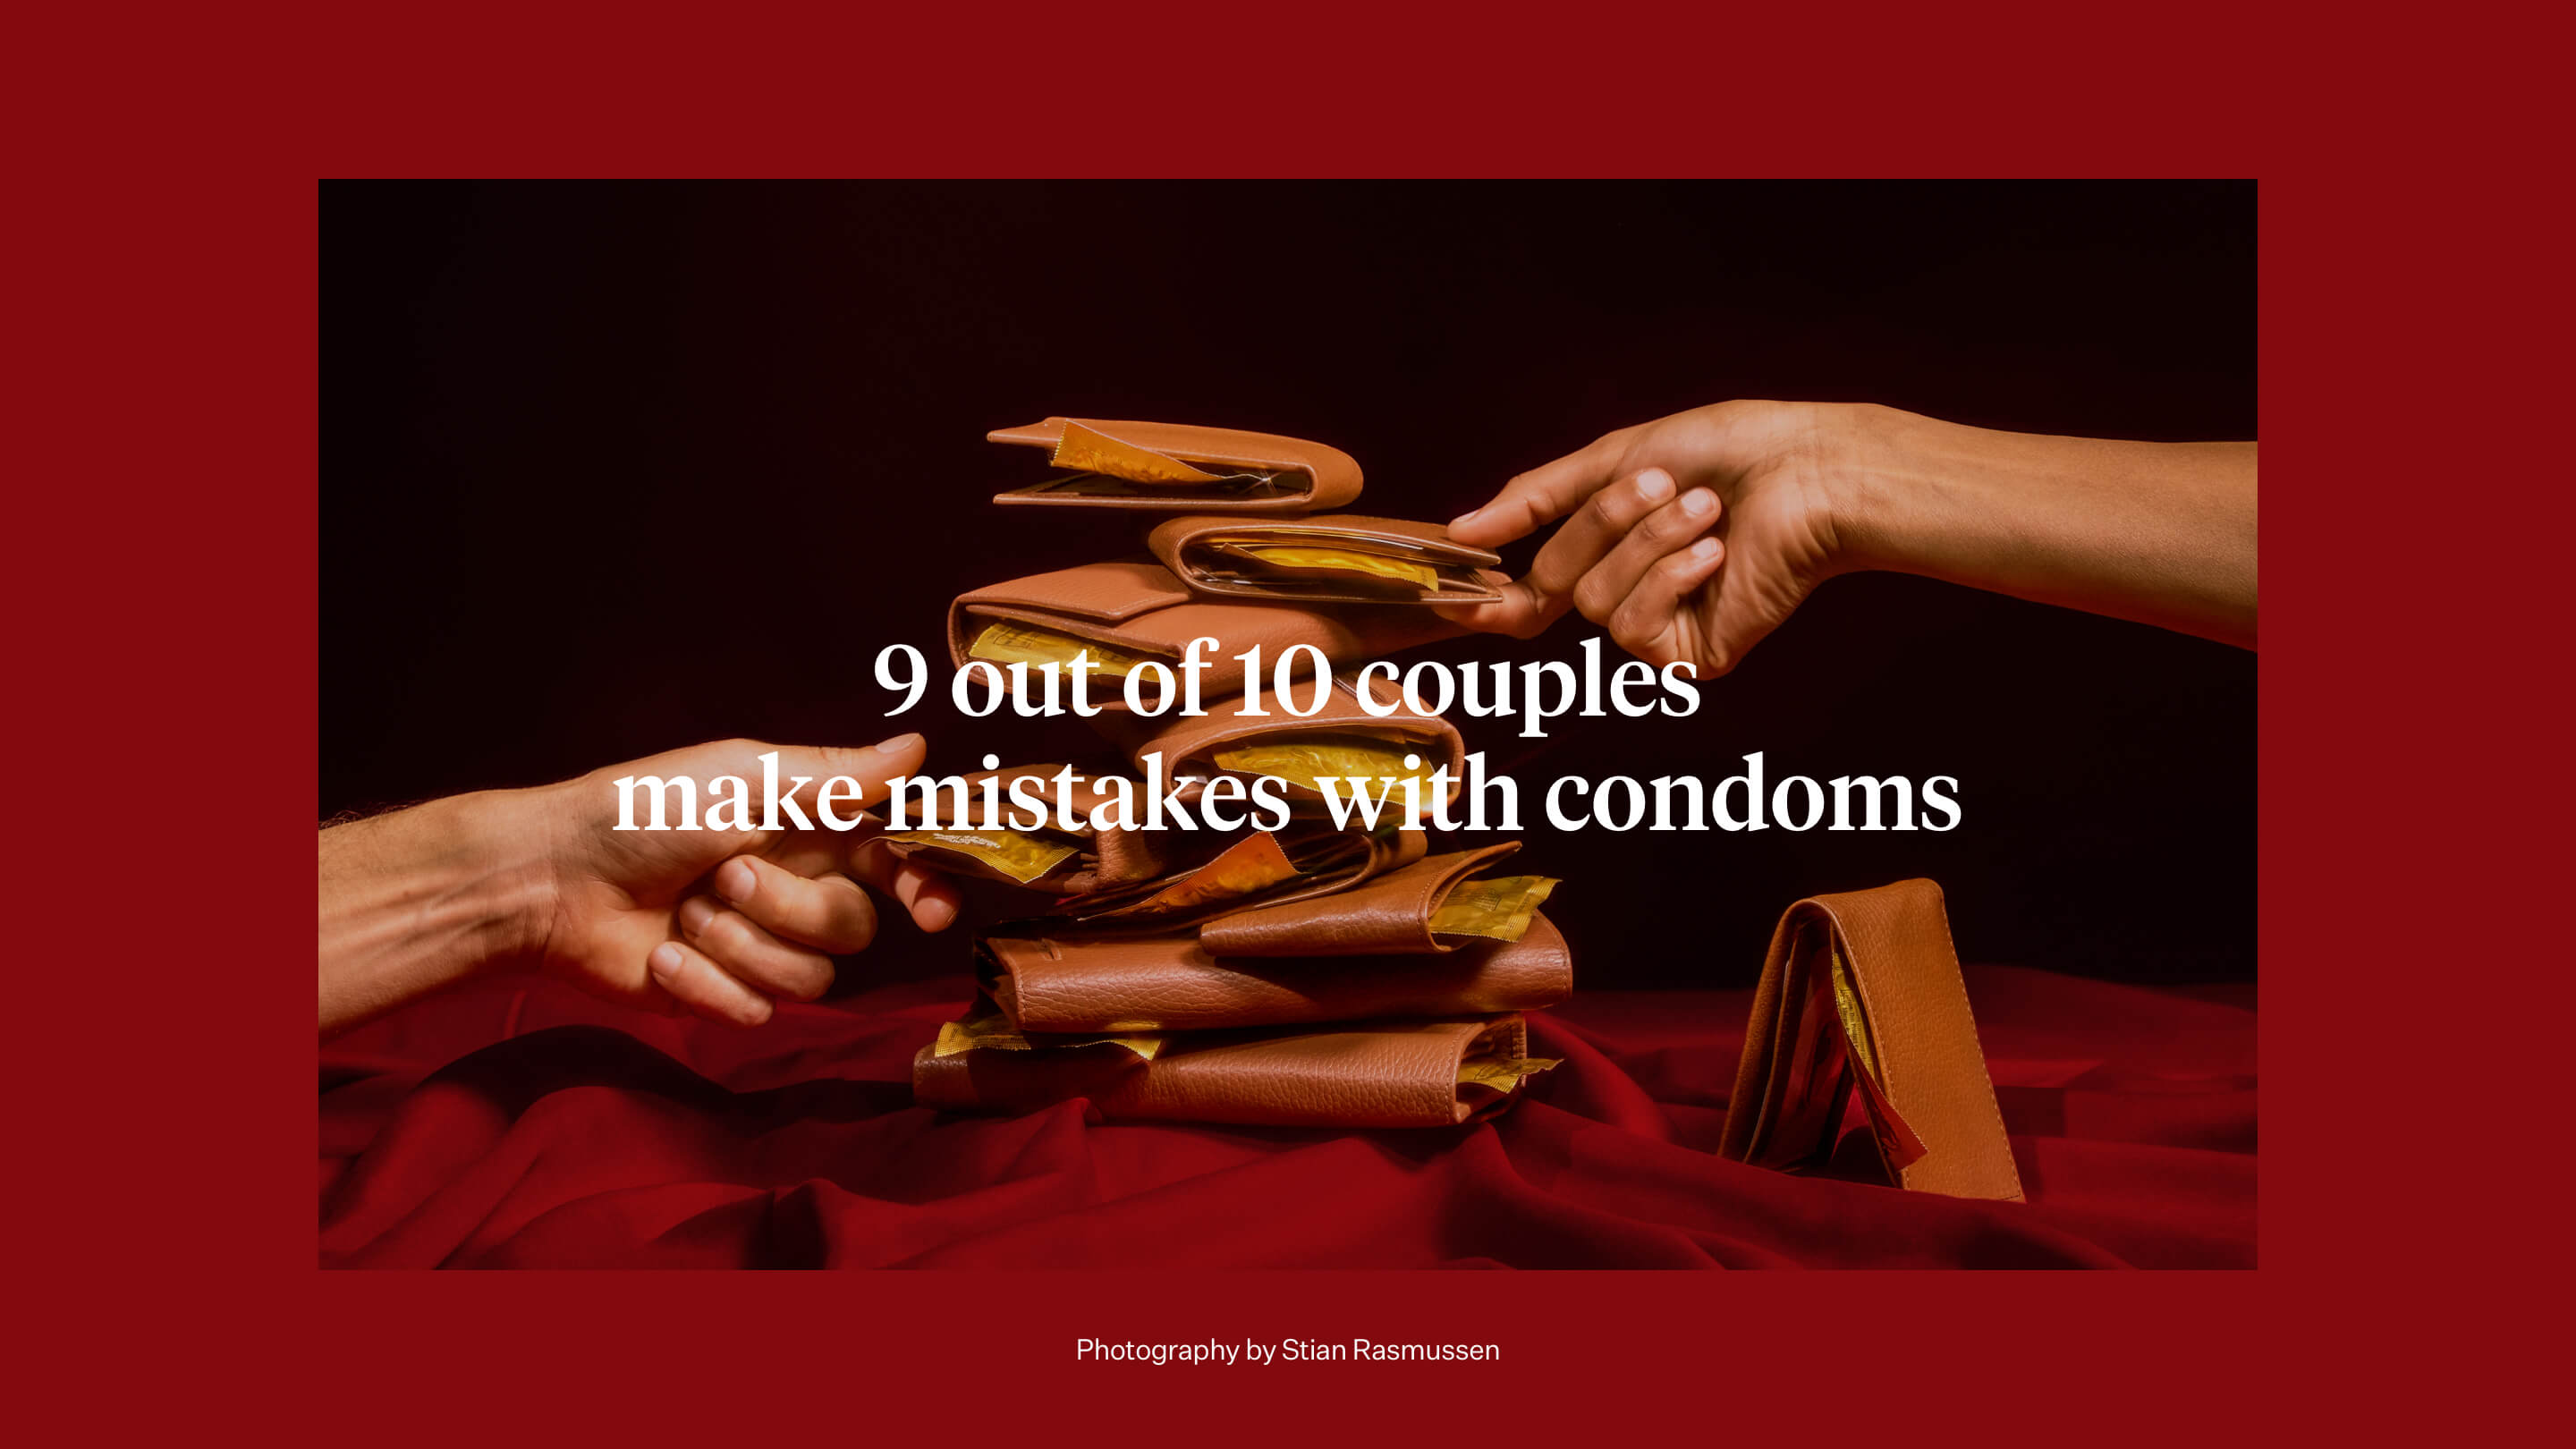 9 out of 10 couples
make mistakes with condoms
Photography by Stian Rasmussen